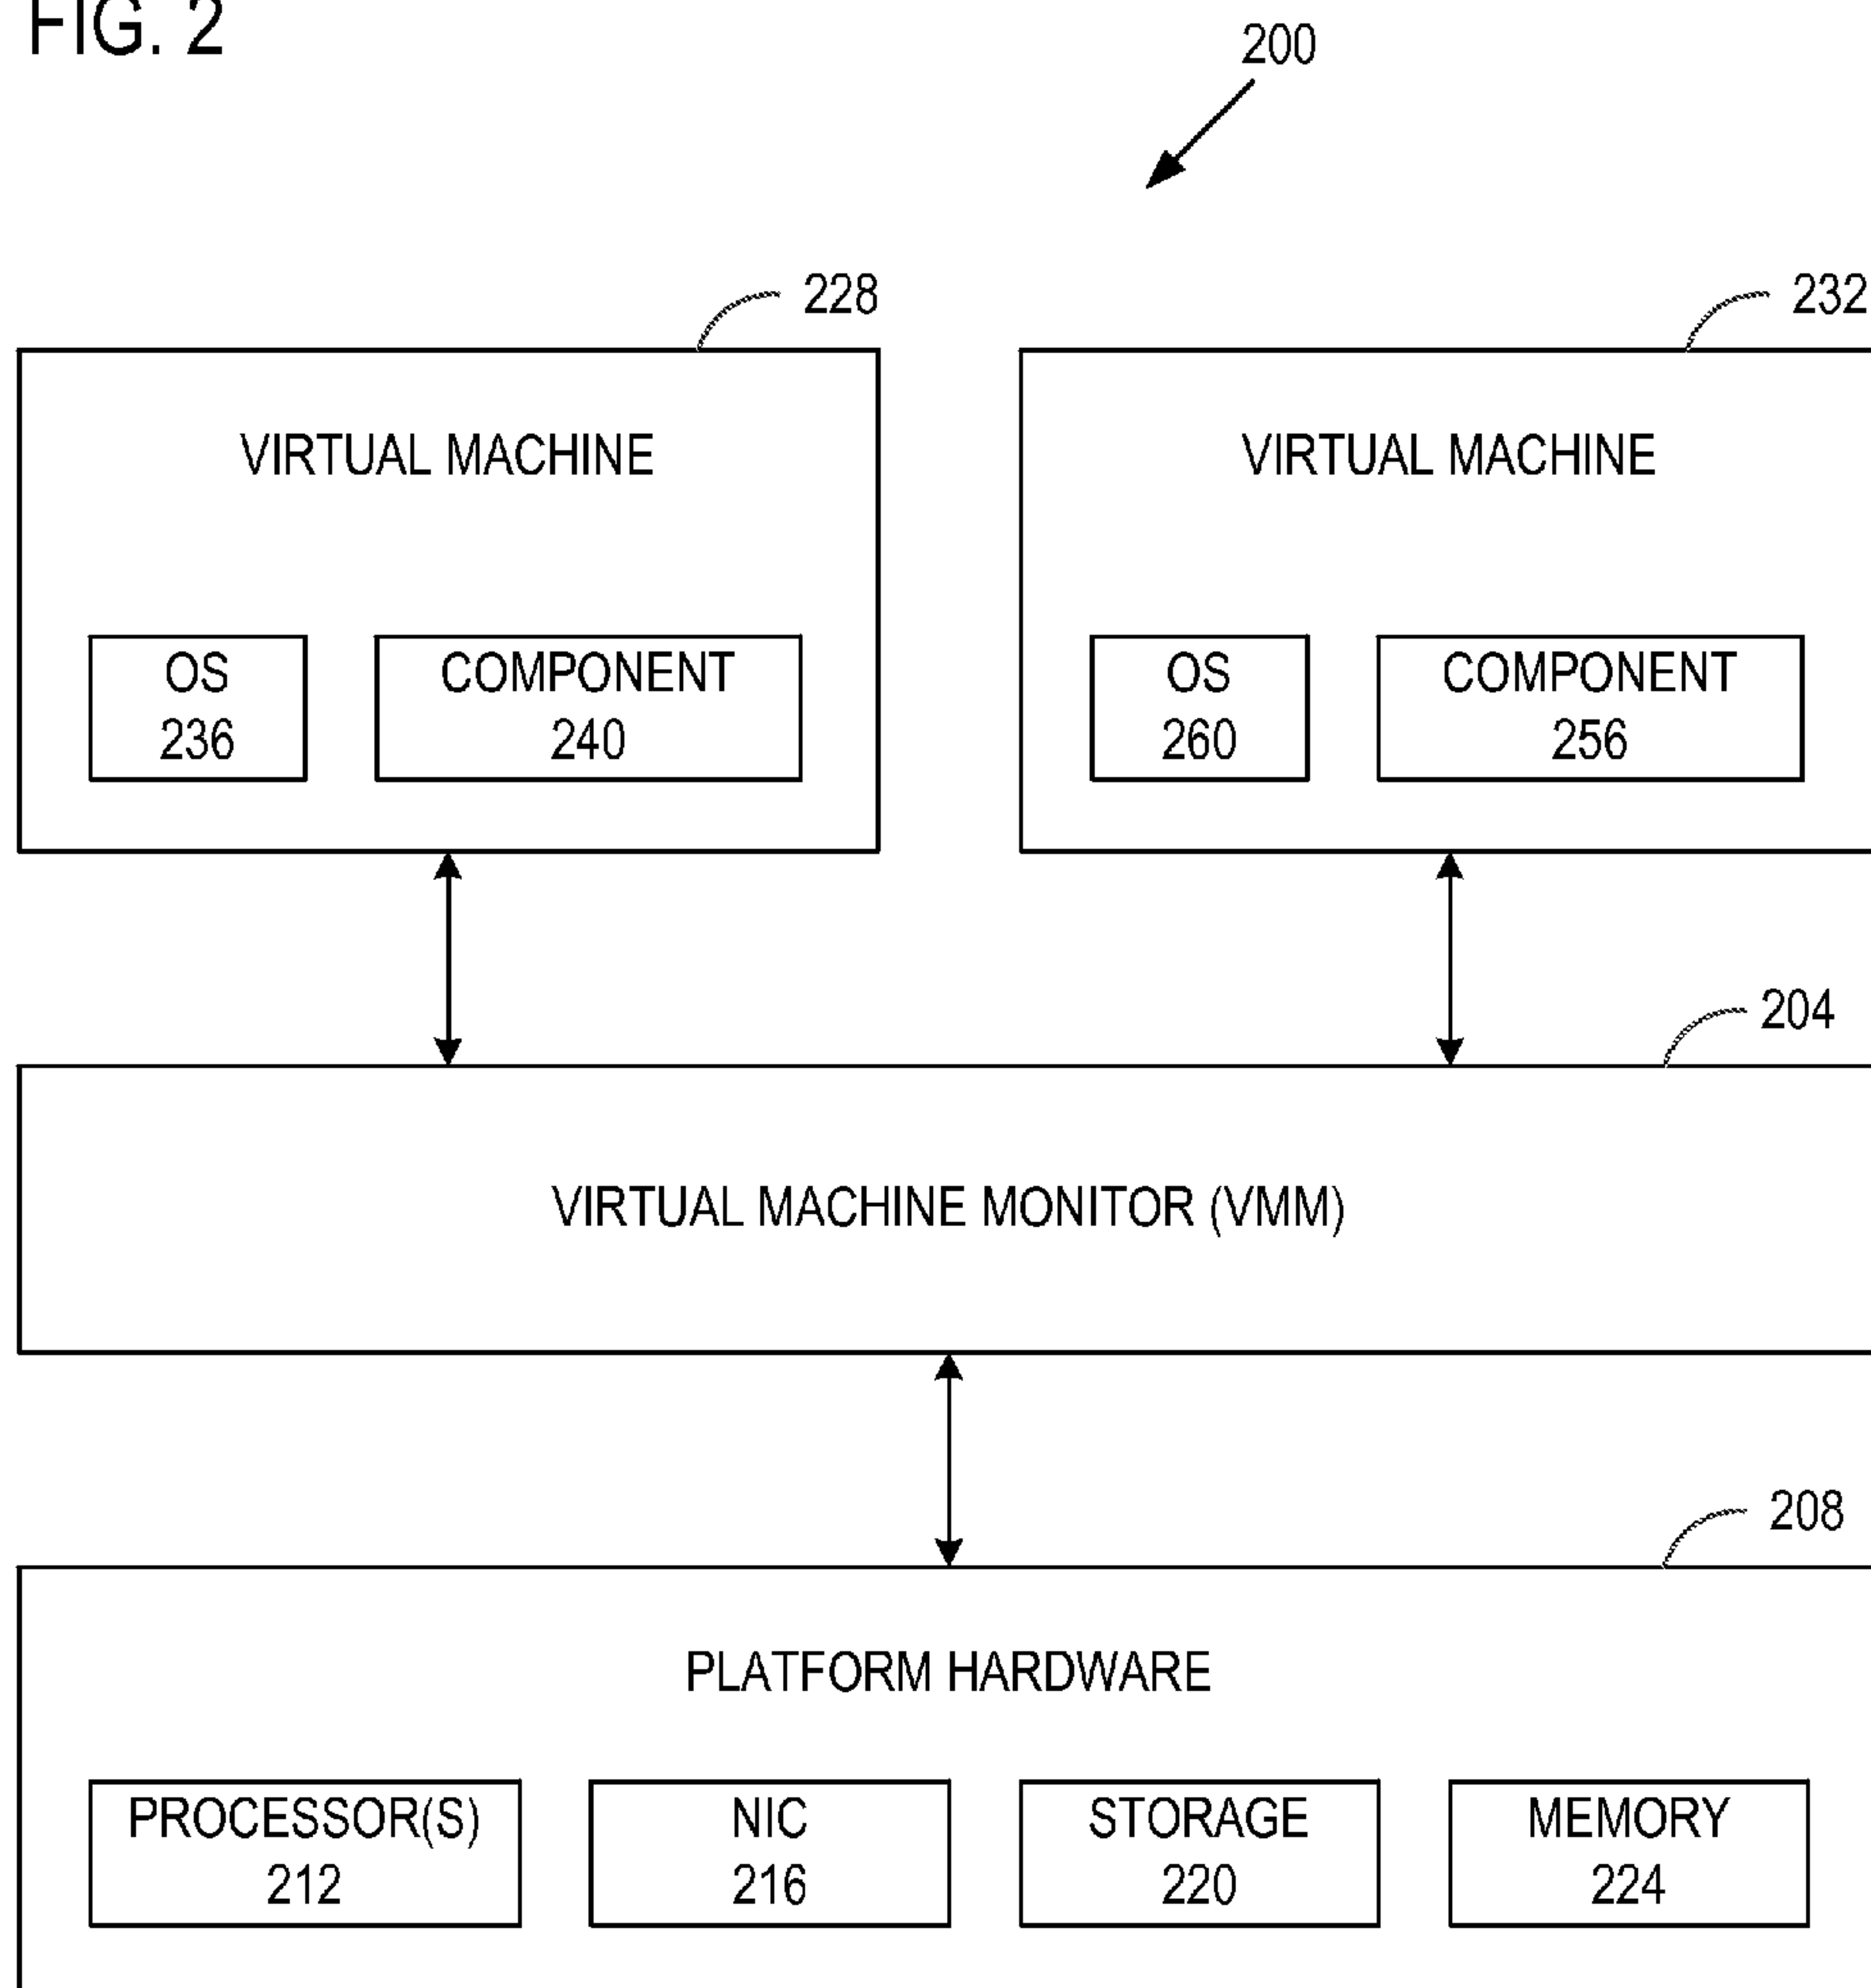 FIG. 2
200
228
232
VIRTUAL MACHINE
VIRTUAL MACHINE
OS
236
COMPONENT
240
OS
260
COMPONENT
256
204
VIRTUAL MACHINE MONITOR (VMM)
208
PLATFORM HARDWARE
PROCESSOR(S)
212
NIC
216
STORAGE
220
MEMORY
224